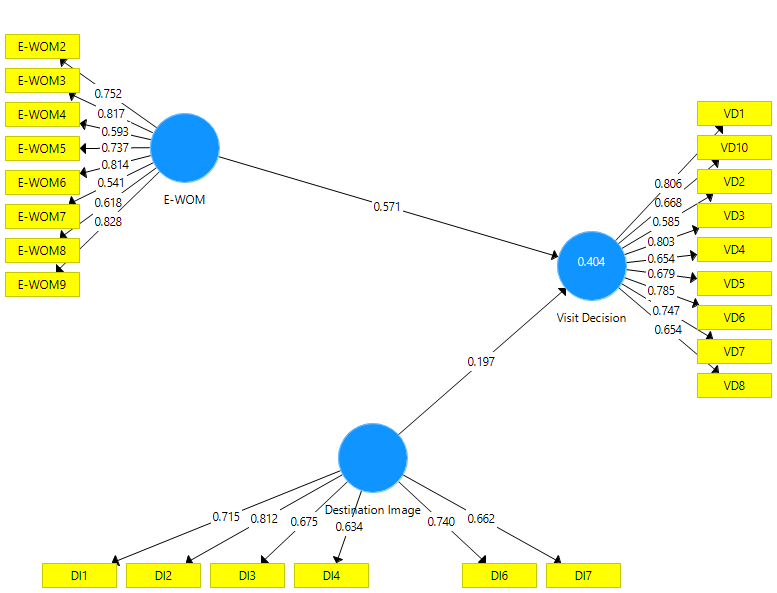 E-WOM2
E-WOM3
E-WOM4
E-WOM5
E-WOM6
E-WOM7
E-WOM8
E-WOM9
0.752
0.817
0.593
0.737
0.814
0.541
0.618
0.828
E-WOM
0.571
0.197
0.404
Visit Decision
0.806
0.668
0.585
0.803
0.654
0.679
0.785
0.747
0.654
VD1
VD10
VD2
VD3
VD4
VD5
VD6
VD7
VD8
Destination Image
0.715
0.812
0.675
0.634
0.740
0.662
DI1
DI2
DI3
DI4
DI6
DI7